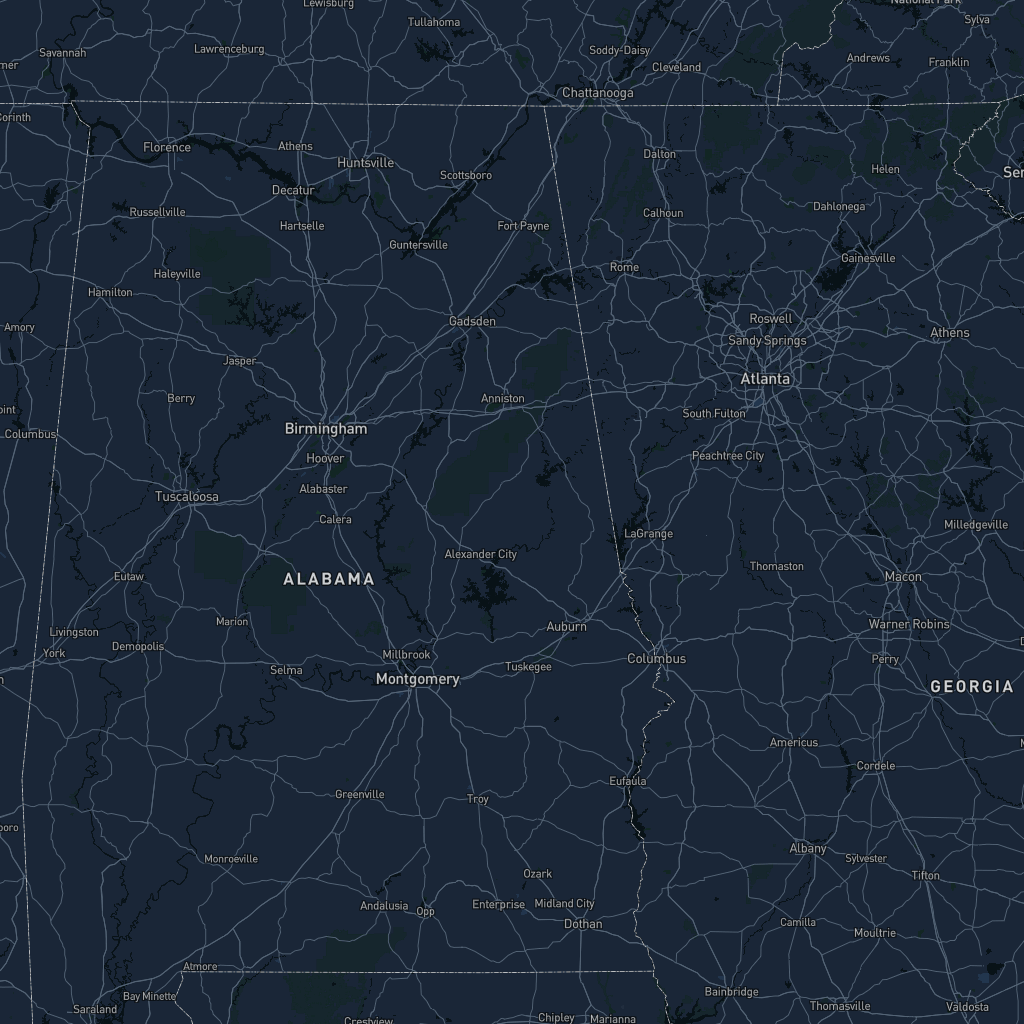 Lewisburg
National Park
Tullahoma
Sylva
Savannah
Lawrenceburg
Soddy-Daisy
Andrews
Franklin
Cleveland
Chattanooga
Corinth
Florence
Athens
Huntsville
Dalton
Scottsboro
Helen
Decatur
Russellville
Hartselle
Fort Payne
Calhoun
Dahlonega
Guntersville
Gainesville
Haleyville
Rome
Hamilton
Gadsden
Roswell
Amory
Athens
Sandy Springs
Jasper
Atlanta
Berry
Anniston
South Fulton
Columbus
Birmingham
Hoover
Peachtree City
Alabaster
Tuscaloosa
Calera
Milledgeville
LaGrange
Alexander City
Thomaston
Eutaw
ALABAMA
Macon
Marion
Auburn
Warner Robins
Livingston
Demopolis
York
Millbrook
Columbus
Perry
Selma
Tuskegee
Montgomery
GEORGIA
Americus
Cordele
Eufaula
Greenville
Troy
Albany
Monroeville
Sylvester
Ozark
Tifton
Andalusia
Opp
Enterprise
Midland City
Dothan
Camilla
Moultrie
Atmore
Bay Minette
Bainbridge
Saraland
Thomasville
Valdosta
Crestview
Chipley
Marianna